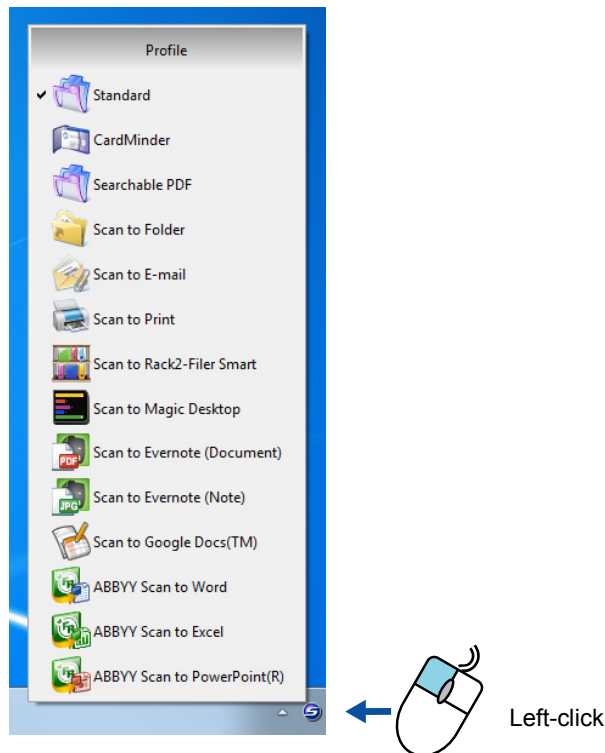 Profile
Standard
CardMinder
Searchable PDF
Scan to Folder
Scan to E-mail
Scan to Print
Scan to Rack2-Filer Smart
Scan to Magic Desktop
PDF
Scan to Evernote (Document)
JPG
Scan to Evernote (Note)
Scan to Google Docs(TM)
ABBYY Scan to Word
ABBYY Scan to Excel
ABBYY Scan to PowerPoint(R)
S
Left-click